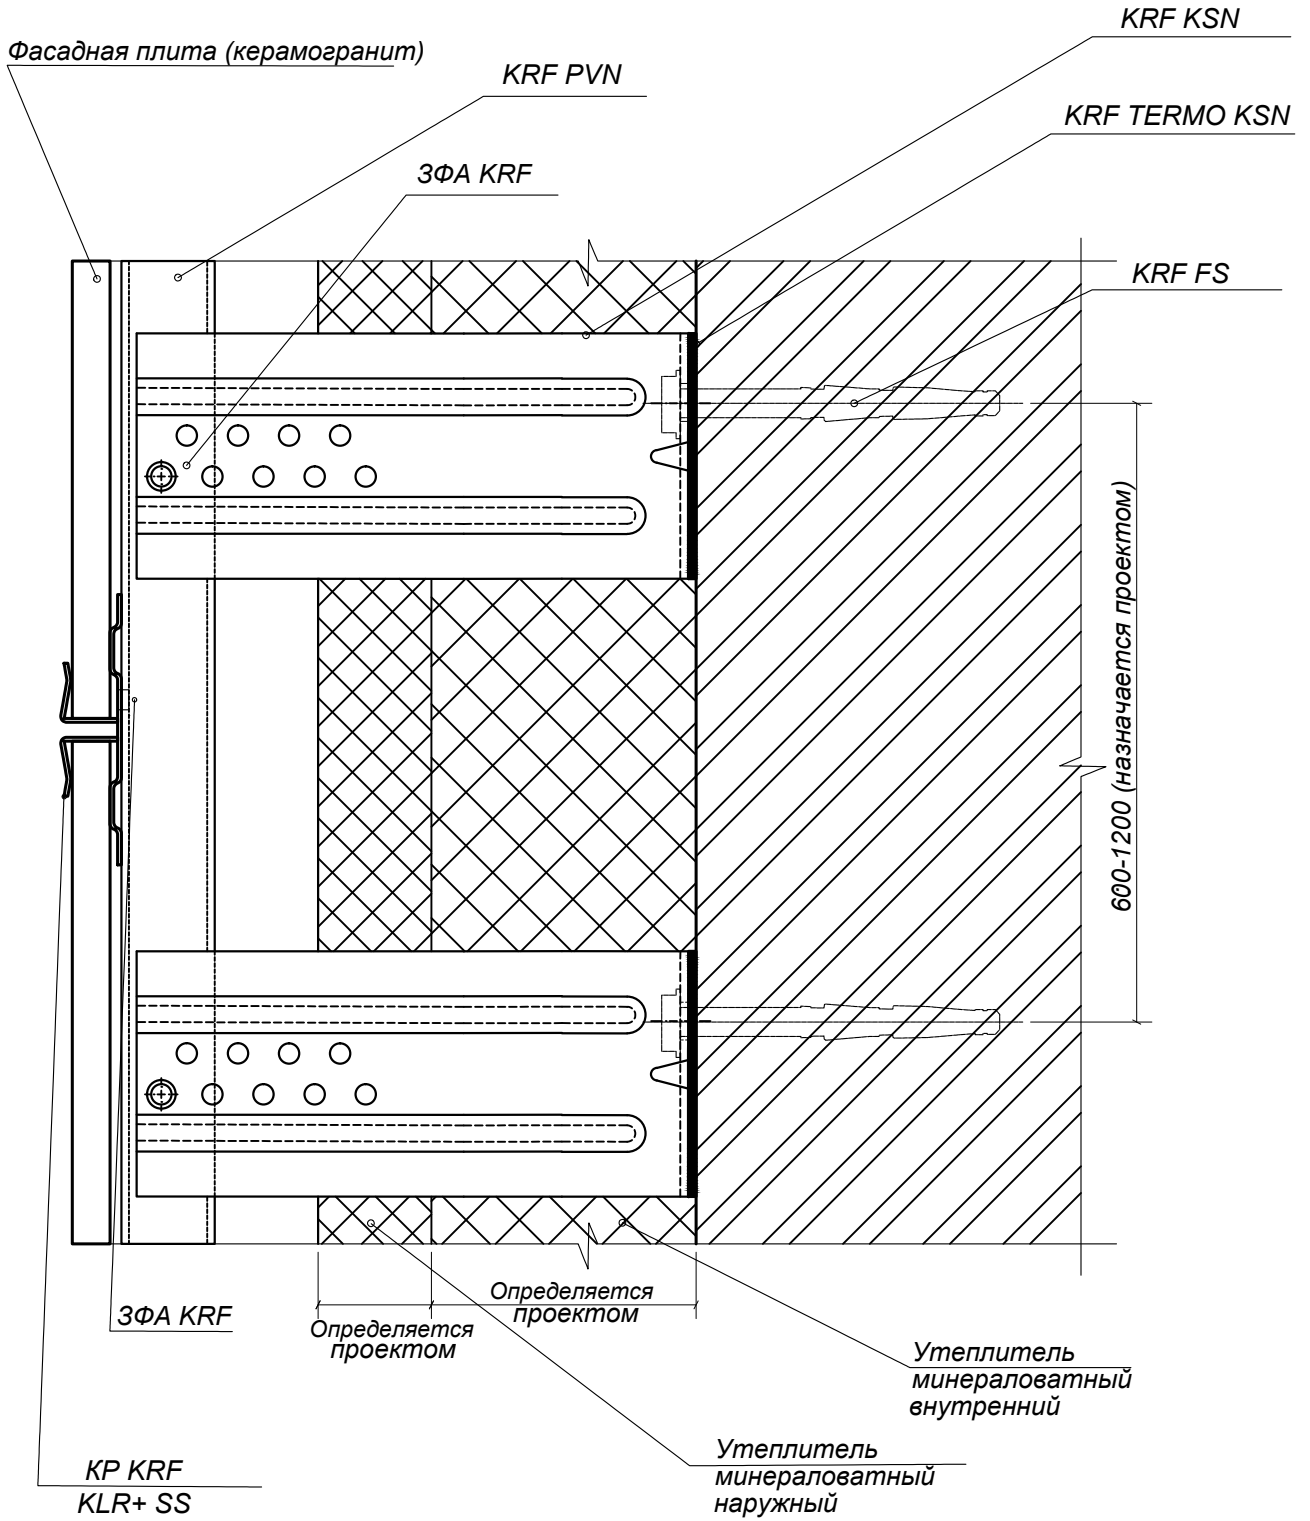 KRF KSN
Фасадная плита (керамогранит)
KRF PVN
KRF TERMO KSN
ЗФА KRF
KRF FS
600-1200 (назначается проектом)
Определяется
проектом
ЗФА KRF
Определяется
проектом
Утеплитель
минераловатный
внутренний
Утеплитель
минераловатный
наружный
КР KRF
KLR+ SS